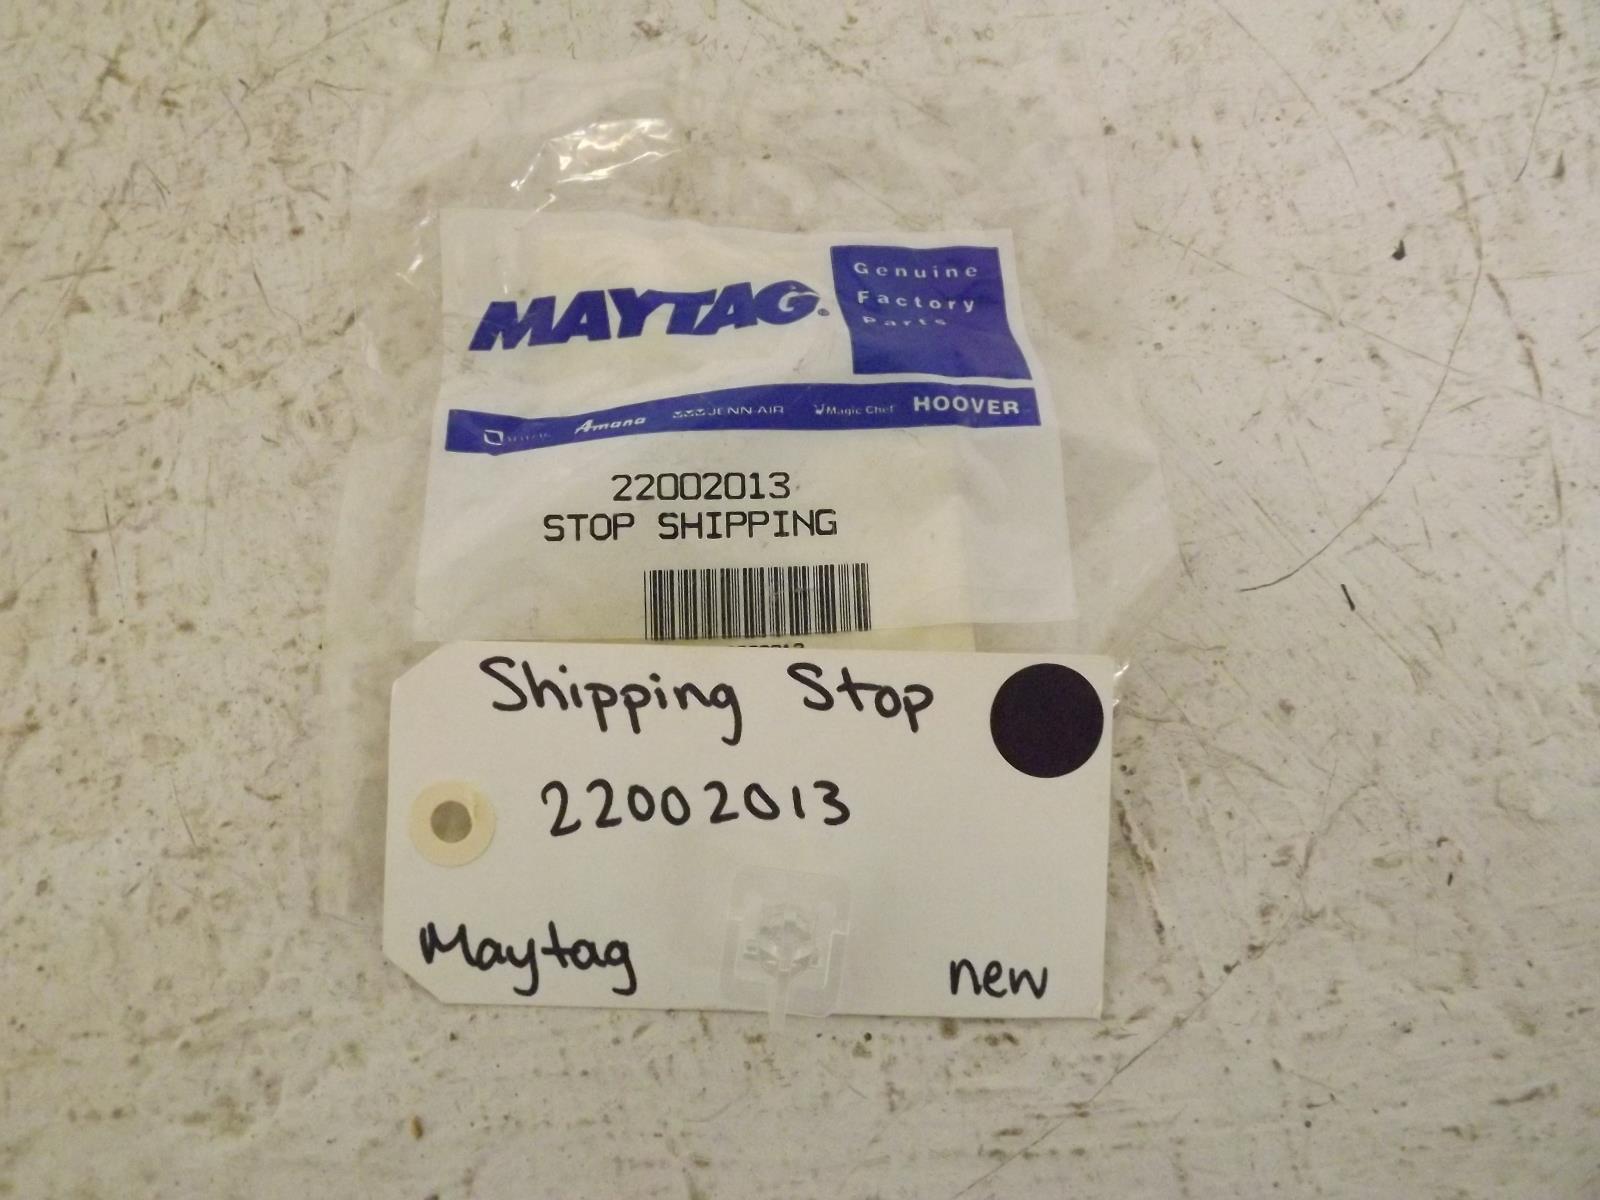 MAYTAG®
Genuine
Factory
Parts
Amana JENN-AIR Magic Chef HOOVER
22002013
STOP SHIPPING
Shipping Stop
22002013
Maytag new